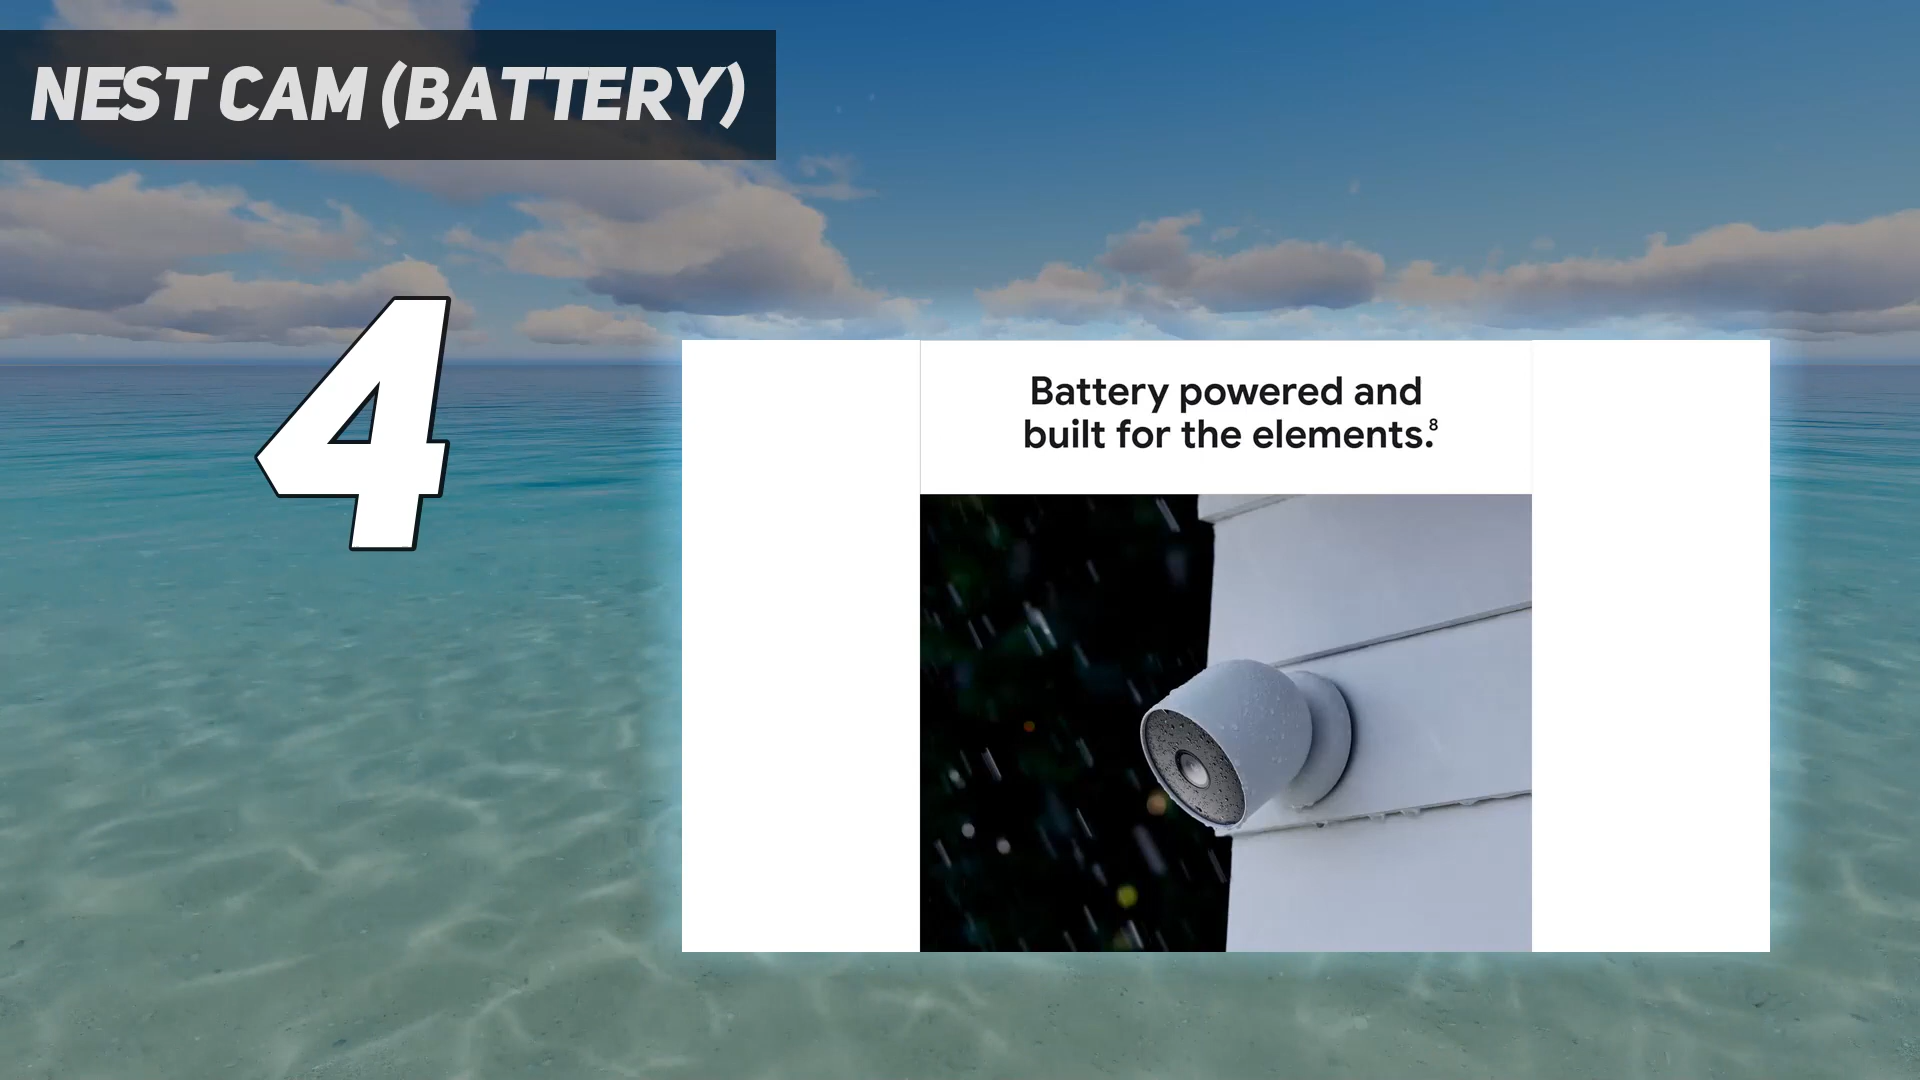 NEST CAM (BATTERY)
4
Battery powered and
built for the elements.⁸